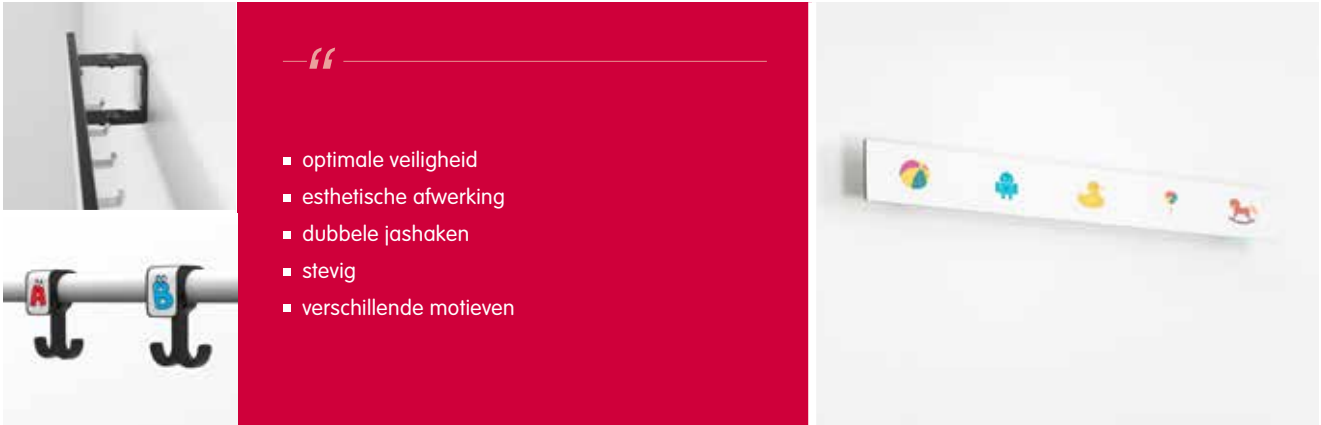 “
optimale veiligheid
esthetische afwerking
dubbele jashaken
stevig
verschillende motieven
A
B